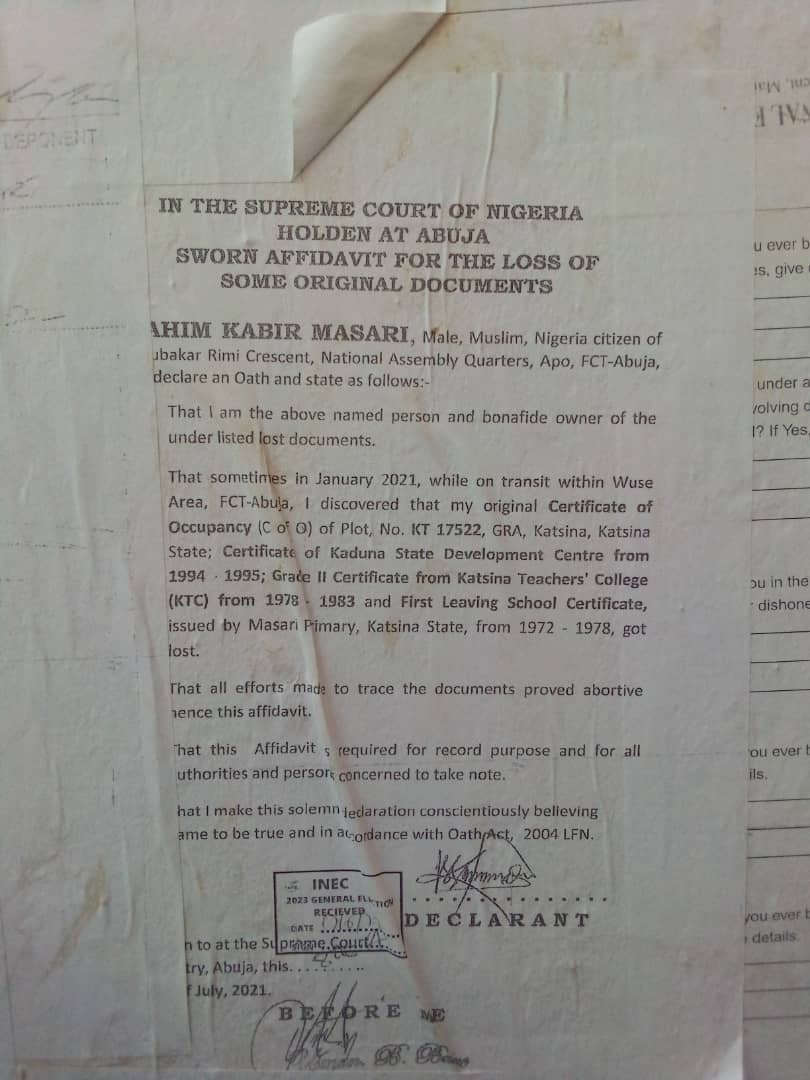 DEPONENT
IN THE SUPREME COURT OF NIGERIA
HOLDEN AT ABUJA
SWORN AFFIDAVIT FOR THE LOSS OF
SOME ORIGINAL DOCUMENTS
AHIM KABIR MASARI, Male, Muslim, Nigeria citizen of
ubakar Rimi Crescent, National Assembly Quarters, Apo, FCT-Abuja,
declare an Oath and state as follows:-
That I am the above named person and bonafide owner of the
under listed lost documents.
That sometimes in January 2021, while on transit within Wuse
Area, FCT-Abuja, I discovered that my original Certificate of
Occupancy (C of O) of Plot, No. KT 17522, GRA, Katsina, Katsina
State; Certificate of Kaduna State Development Centre from
1994 - 1995; Grade II Certificate from Katsina Teachers' College
(KTC) from 1978 - 1983 and First Leaving School Certificate,
issued by Masari Pimary, Katsina State, from 1972 - 1978, got
lost.
That all efforts made to trace the documents proved abortive
hence this affidavit.
That this Affidavit s required for record purpose and for all
uthorities and person concerned to take note.
hat I make this solemn declaration conscientiously believing
ame to be true and in accordance with Oath Act, 2004 LFN.
INEC
2023 GENERAL ELECTION
RECIEVED
DATE
DECLARANT
n to at the Supreme Court
try, Abuja, this
f July, 2021.
BEFORE ME
u ever b
es, give
under a
volving
l? If Yes,
ou in the
dishone
ou ever b
ils.
you ever b
details